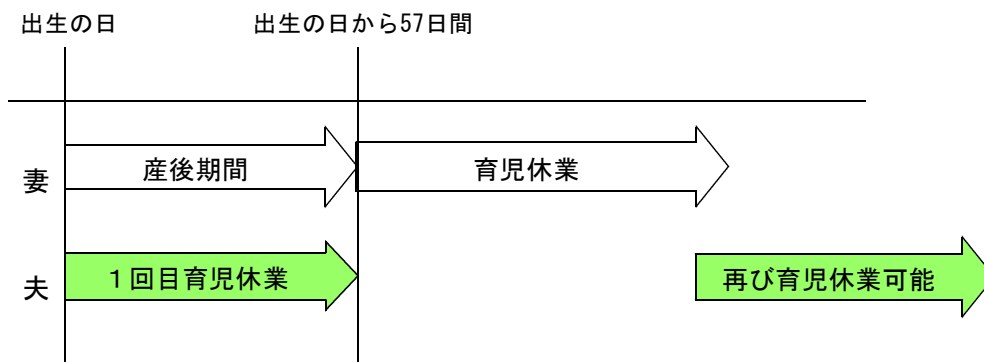 出生の日
出生の日から57日間
妻
産後期間
育児休業
夫
１回目育児休業
再び育児休業可能